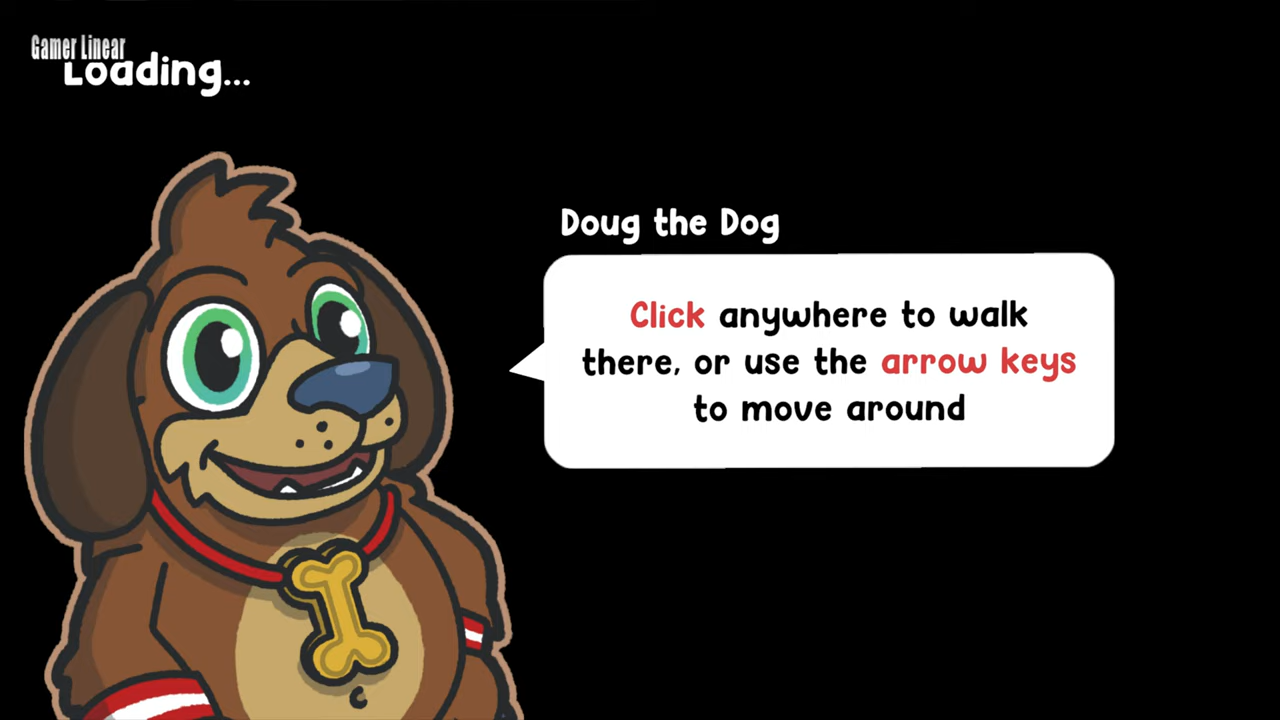 Gamer Linear
Loading...
Doug the Dog
Click anywhere to walk
there, or use the arrow keys
to move around